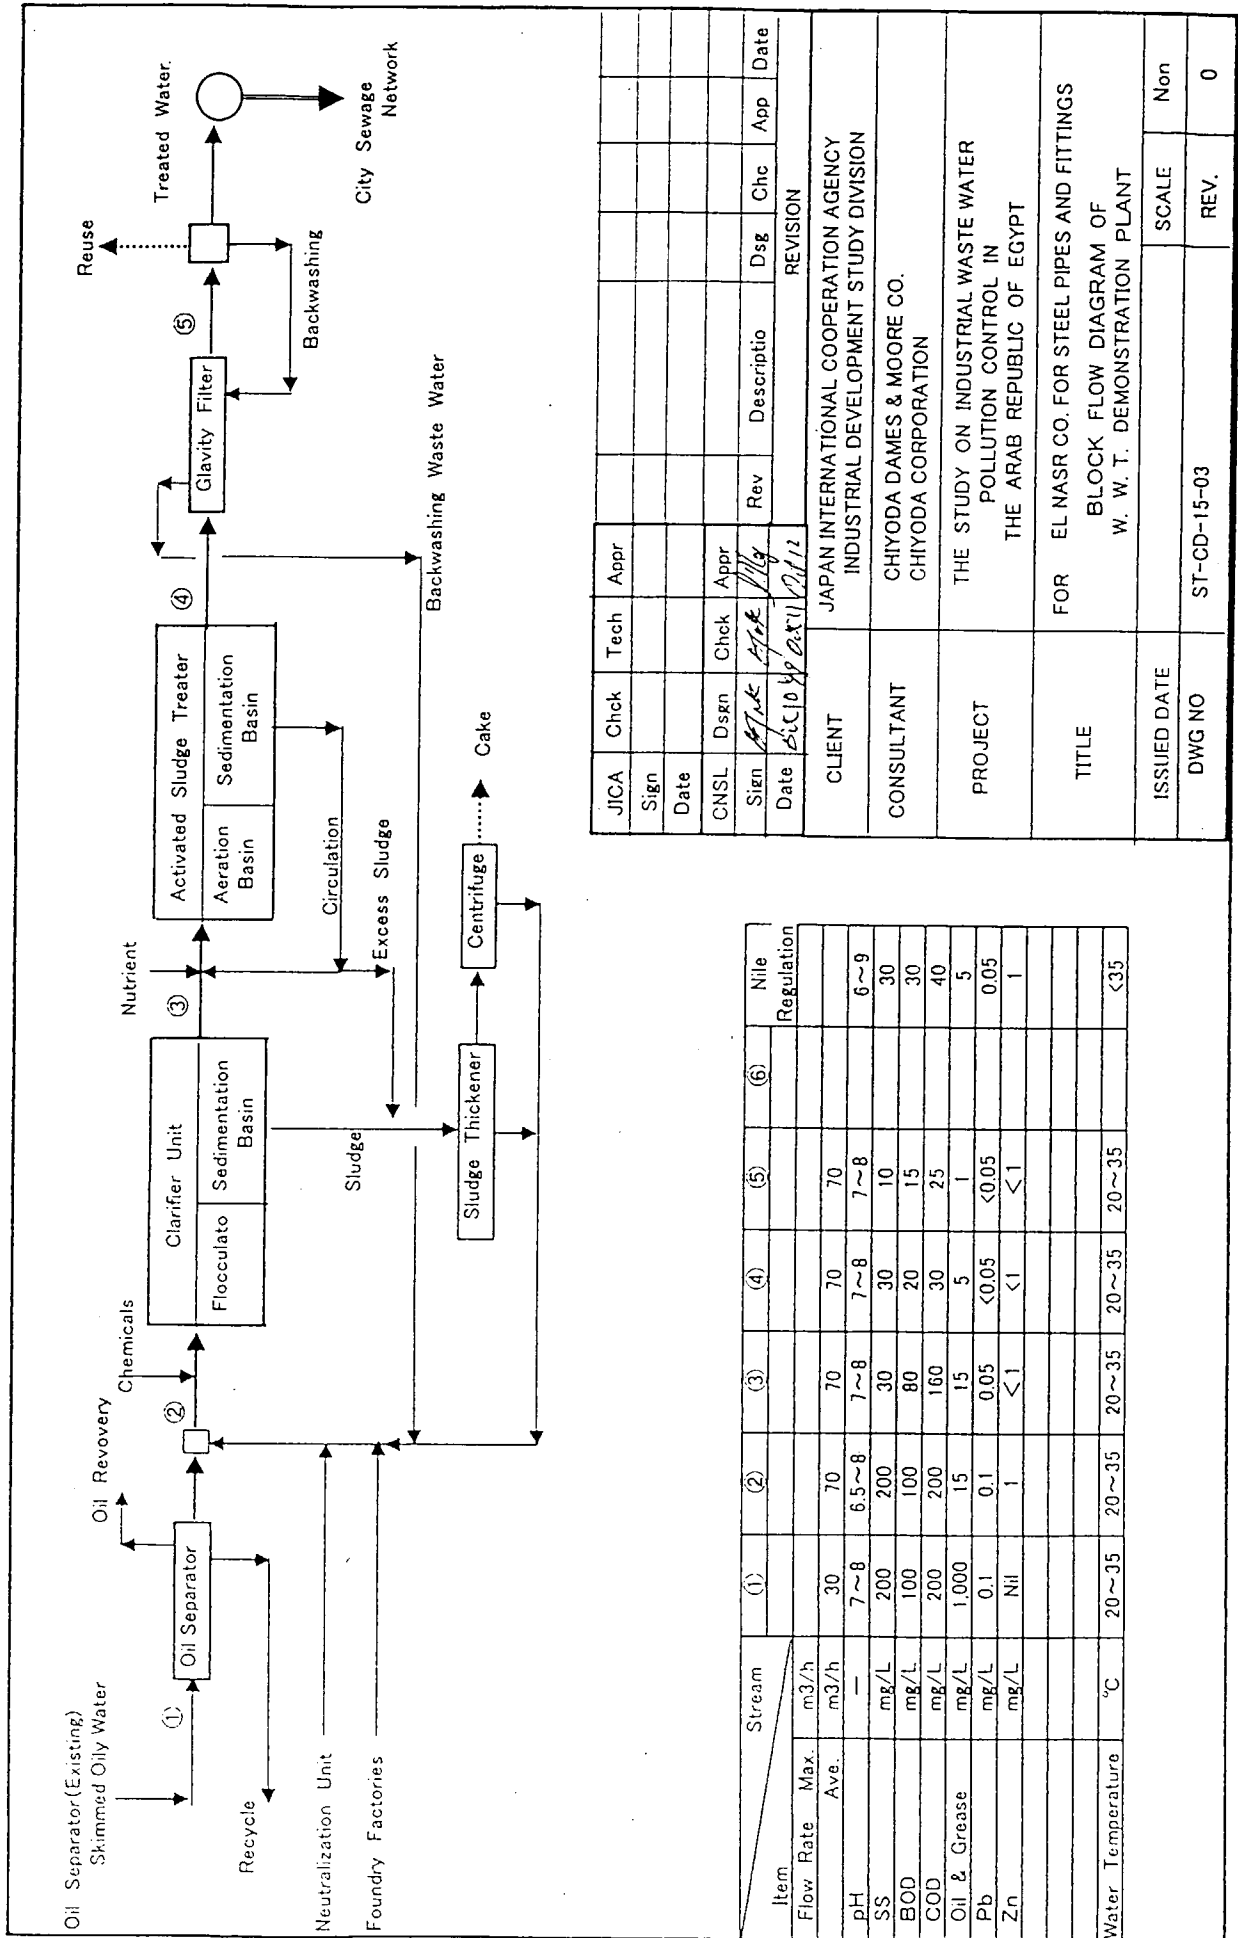 Oil Separator(Existing)
Skimmed Oily Water
①
Oil Separator
Oil Revovery
Recycle
②
Chemicals
Neutralization Unit
Foundry Factories
Clarifier Unit
Flocculato
Sedimentation
Basin
③
Nutrient
Activated Sludge Treater
Aeration
Basin
Sedimentation
Basin
Circulation
Excess Sludge
Sludge
Sludge Thickener
Centrifuge
Cake
④
Glavity Filter
Backwashing Waste Water
⑤
Backwashing
Reuse
Treated Water.
City Sewage
Network
Stream ① ② ③ ④ ⑤ ⑥ Nile
Item Regulation
Flow Rate Max. m3/h
Ave. m3/h 30 70 70 70 70
pH — 7~8 6.5~8 7~8 7~8 7~8 6~9
SS mg/L 200 200 30 30 10 30
BOD mg/L 100 100 80 20 15 30
COD mg/L 200 200 160 30 25 40
Oil & Grease mg/L 1,000 15 15 5 1 5
Pb mg/L 0.1 0.1 0.05 <0.05 <0.05 0.05
Zn mg/L Nil 1 <1 <1 <1 1
Water Temperature °C 20~35 20~35 20~35 20~35 20~35 <35
JICA Chck Tech Appr
Sign
Date
CNSL Dsgn Chck Appr
Sign
Date
Rev Descriptio Dsg Chc App Date
REVISION
CLIENT JAPAN INTERNATIONAL COOPERATION AGENCY
INDUSTRIAL DEVELOPMENT STUDY DIVISION
CONSULTANT CHIYODA DAMES & MOORE CO.
CHIYODA CORPORATION
PROJECT THE STUDY ON INDUSTRIAL WASTE WATER
POLLUTION CONTROL IN
THE ARAB REPUBLIC OF EGYPT
TITLE FOR EL NASR CO. FOR STEEL PIPES AND FITTINGS
BLOCK FLOW DIAGRAM OF
W. W. T. DEMONSTRATION PLANT
ISSUED DATE SCALE Non
DWG NO ST-CD-15-03 REV. 0